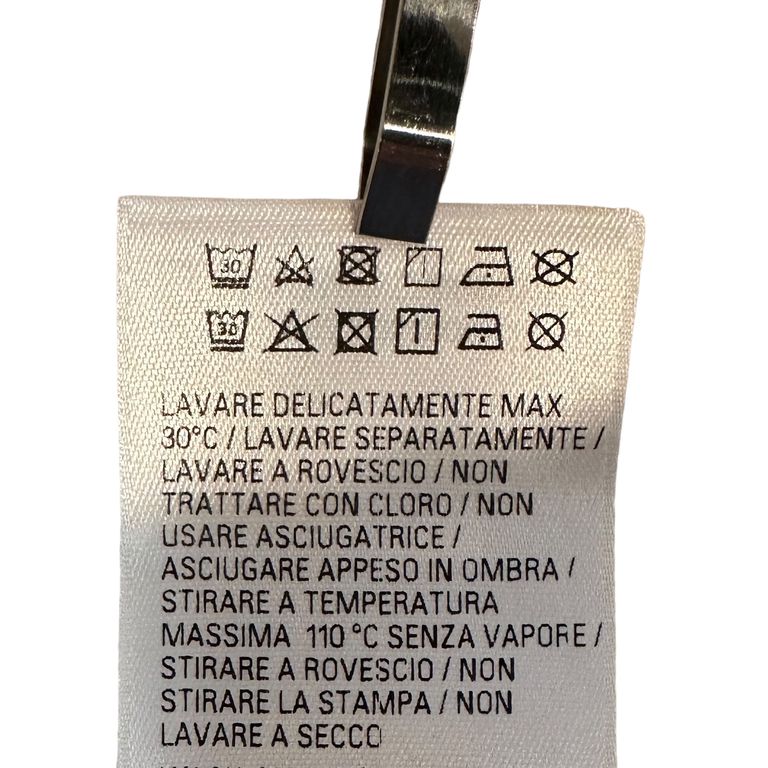 30
30
LAVARE DELICATAMENTE MAX
30°C / LAVARE SEPARATAMENTE /
LAVARE A ROVESCIO / NON
TRATTARE CON CLORO / NON
USARE ASCIUGATRICE /
ASCIUGARE APPESO IN OMBRA /
STIRARE A TEMPERATURA
MASSIMA 110 °C SENZA VAPORE /
STIRARE A ROVESCIO / NON
STIRARE LA STAMPA / NON
LAVARE A SECCO